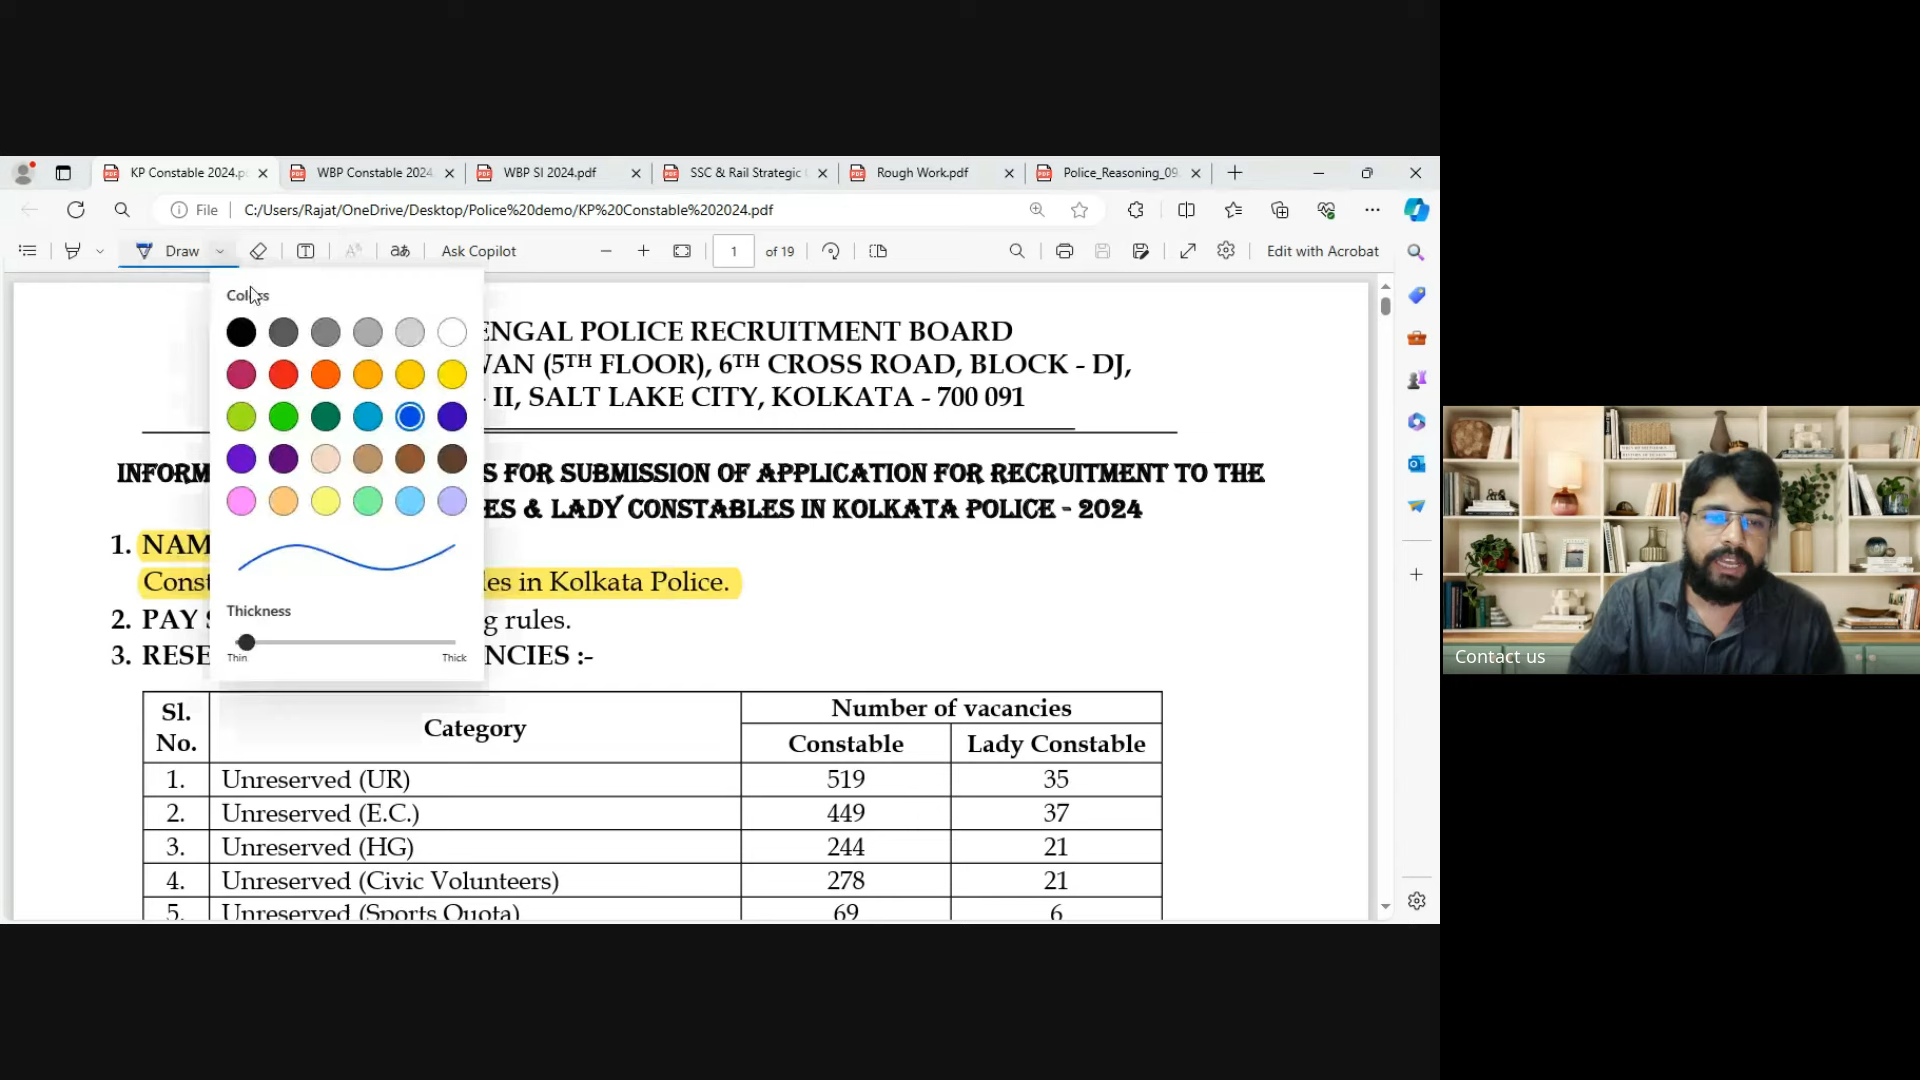 KP Constable 2024.p
WBP Constable 2024
WBP SI 2024.pdf
SSC & Rail Strategic
Rough Work.pdf
Police_Reasoning_09
File
C:/Users/Rajat/OneDrive/Desktop/Police%20demo/KP%20Constable%202024.pdf
Draw
Ask Copilot
1 of 19
Edit with Acrobat
Colors
ENGAL POLICE RECRUITMENT BOARD
(5TH FLOOR), 6TH CROSS ROAD, BLOCK - DJ,
II, SALT LAKE CITY, KOLKATA - 700 091
INFORM S FOR SUBMISSION OF APPLICATION FOR RECRUITMENT TO THE
ES & LADY CONSTABLES IN KOLKATA POLICE - 2024
1. NAM
Const les in Kolkata Police.
2. PAY g rules.
3. RESE NCIES :-
Thickness
Thin Thick
Sl. No. Category Number of vacancies
Constable Lady Constable
1. Unreserved (UR) 519 35
2. Unreserved (E.C.) 449 37
3. Unreserved (HG) 244 21
4. Unreserved (Civic Volunteers) 278 21
5. Unreserved (Sports Quota) 69 6
Contact us